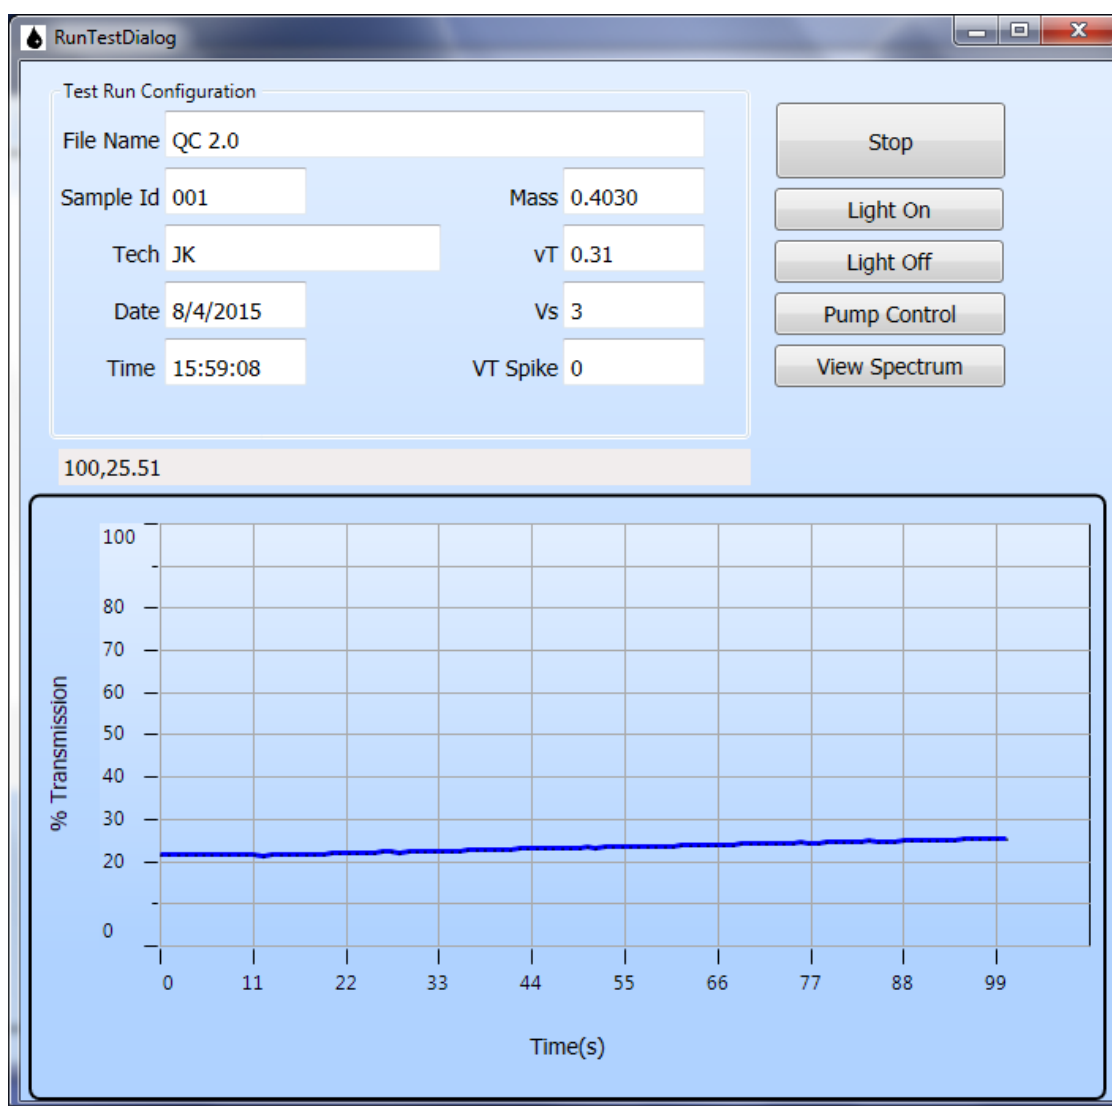 RunTestDialog
Test Run Configuration
File Name QC 2.0
Sample Id 001 Mass 0.4030
Tech JK vT 0.31
Date 8/4/2015 Vs 3
Time 15:59:08 VT Spike 0
Stop
Light On
Light Off
Pump Control
View Spectrum
100,25.51
% Transmission
100
80
70
60
50
40
30
20
0
0 11 22 33 44 55 66 77 88 99
Time(s)